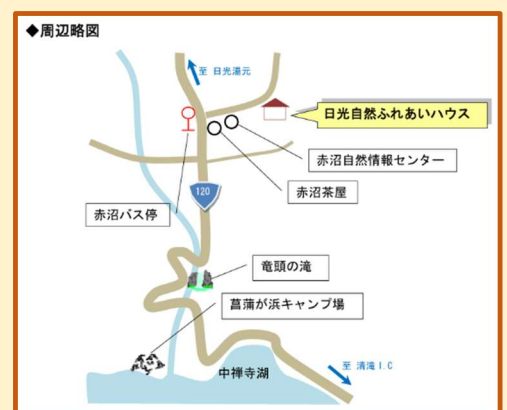 ◆周辺略図
至 日光湯元
日光自然ふれあいハウス
赤沼自然情報センター
赤沼茶屋
120
赤沼バス停
竜頭の滝
菖蒲が浜キャンプ場
至 清滝 I.C
中禅寺湖